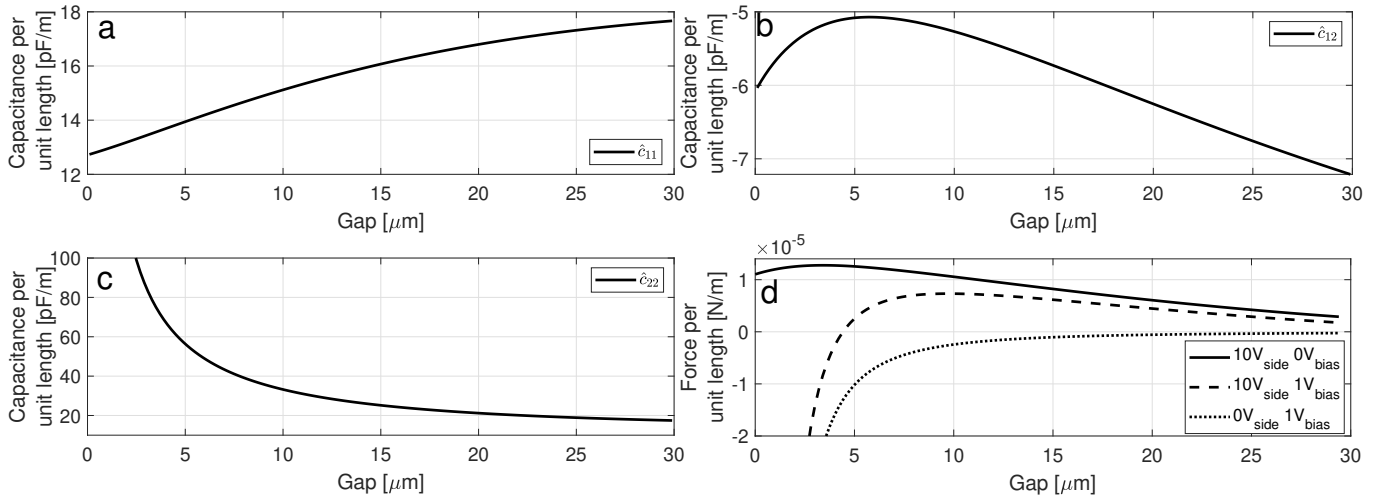 a
Capacitance per
unit length [pF/m]
18
16
14
12
0 5 10 15 20 25 30
Gap [μm]
ĉ11
b
Capacitance per
unit length [pF/m]
-5
-6
-7
0 5 10 15 20 25 30
Gap [μm]
ĉ12
c
Capacitance per
unit length [pF/m]
100
80
60
40
20
0 5 10 15 20 25 30
Gap [μm]
ĉ22
d
×10-5
Force per
unit length [N/m]
1
0
-1
-2
0 5 10 15 20 25 30
Gap [μm]
10Vside 0Vbias
10Vside 1Vbias
0Vside 1Vbias